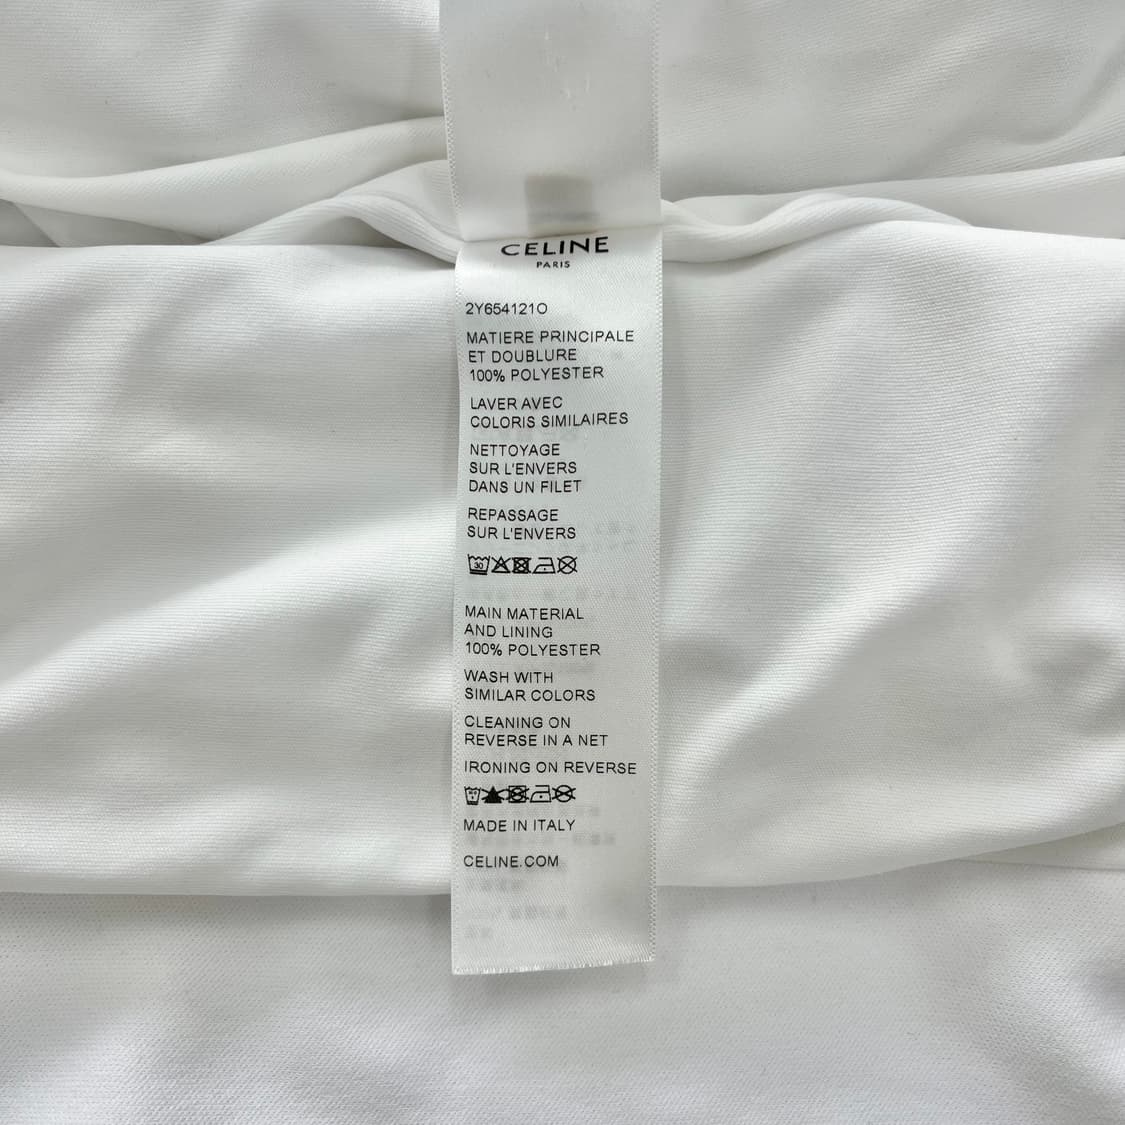 CELINE
PARIS
2Y654121O
MATIERE PRINCIPALE
ET DOUBLURE
100% POLYESTER
LAVER AVEC
COLORIS SIMILAIRES
NETTOYAGE
SUR L'ENVERS
DANS UN FILET
REPASSAGE
SUR L'ENVERS
30
MAIN MATERIAL
AND LINING
100% POLYESTER
WASH WITH
SIMILAR COLORS
CLEANING ON
REVERSE IN A NET
IRONING ON REVERSE
MADE IN ITALY
CELINE.COM